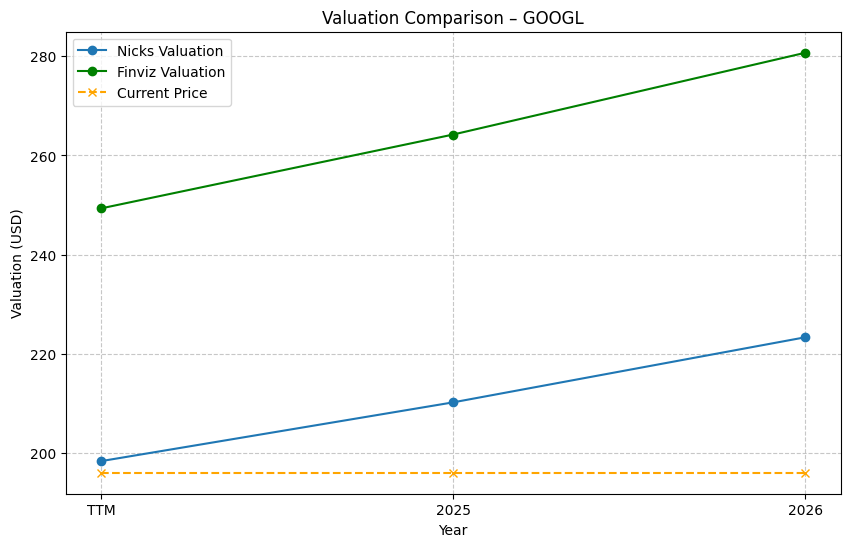 Valuation Comparison – GOOGL
Nicks Valuation
Finviz Valuation
Current Price
Valuation (USD)
280
260
240
220
200
TTM
2025
2026
Year